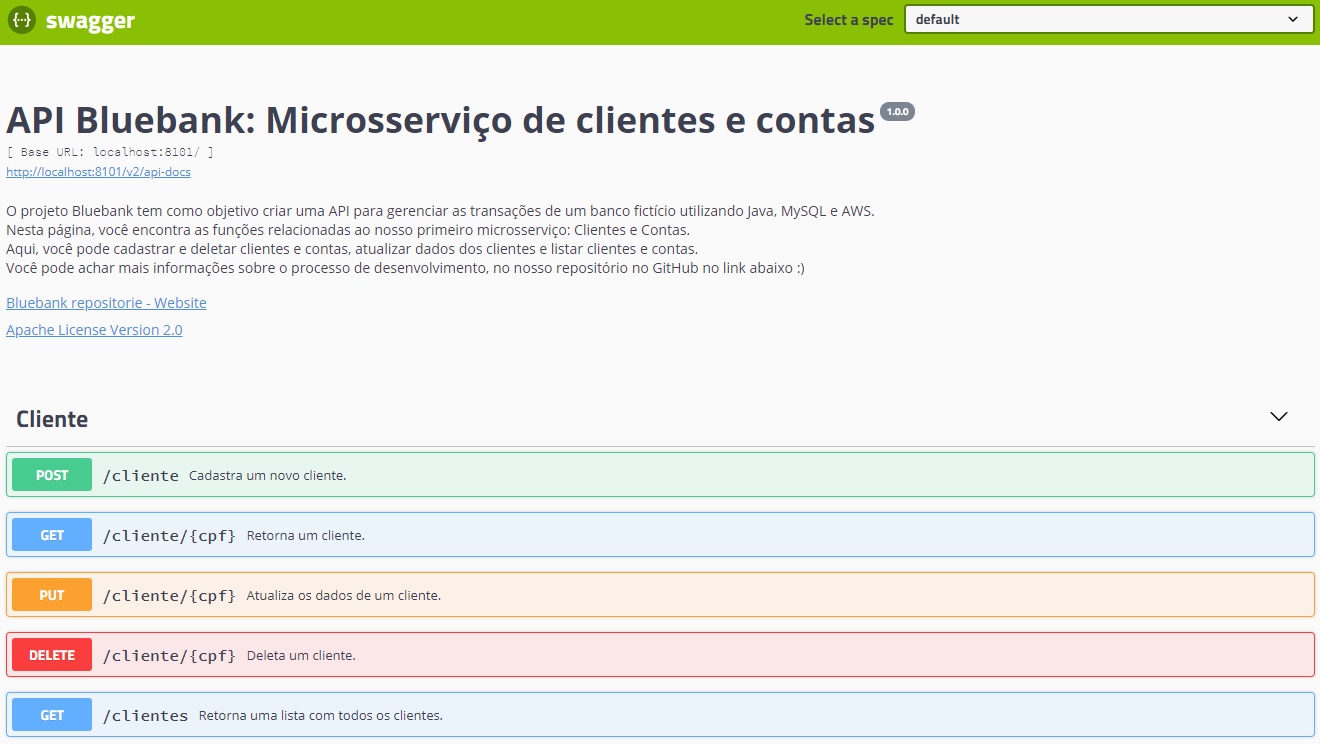 {··} swagger
Select a spec default
API Bluebank: Microsserviço de clientes e contas 1.0.0
[ Base URL: localhost:8101/ ]
http://localhost:8101/v2/api-docs
O projeto Bluebank tem como objetivo criar uma API para gerenciar as transações de um banco fictício utilizando Java, MySQL e AWS.
Nesta página, você encontra as funções relacionadas ao nosso primeiro microsserviço: Clientes e Contas.
Aqui, você pode cadastrar e deletar clientes e contas, atualizar dados dos clientes e listar clientes e contas.
Você pode achar mais informações sobre o processo de desenvolvimento, no nosso repositório no GitHub no link abaixo :)
Bluebank repositorie - Website
Apache License Version 2.0
Cliente
POST /cliente Cadastra um novo cliente.
GET /cliente/{cpf} Retorna um cliente.
PUT /cliente/{cpf} Atualiza os dados de um cliente.
DELETE /cliente/{cpf} Deleta um cliente.
GET /clientes Retorna uma lista com todos os clientes.